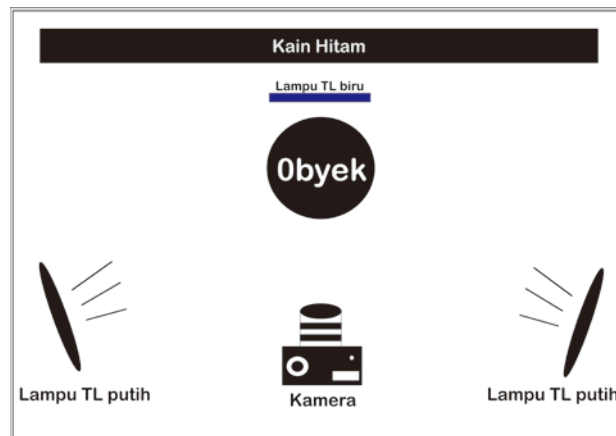 Kain Hitam
Lampu TL biru
0byek
Lampu TL putih
Kamera
Lampu TL putih